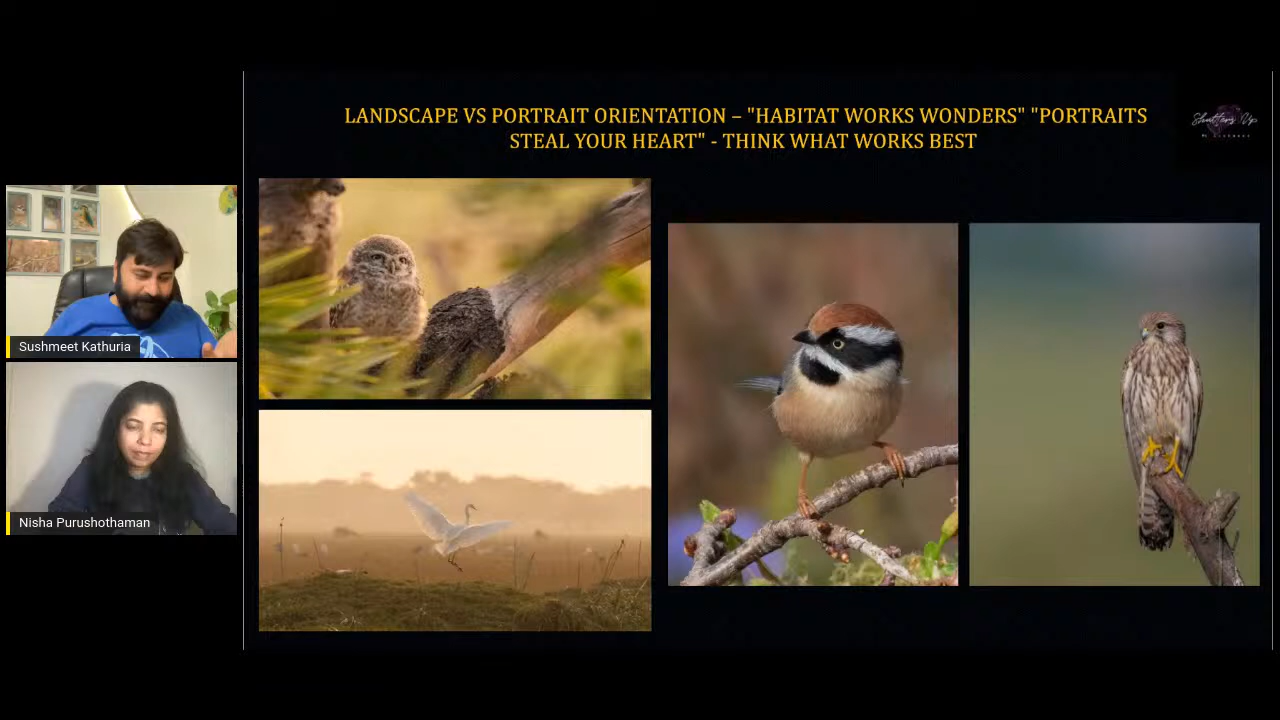 LANDSCAPE VS PORTRAIT ORIENTATION – "HABITAT WORKS WONDERS" "PORTRAITS
STEAL YOUR HEART" - THINK WHAT WORKS BEST
Sushmeet Kathuria
Nisha Purushothaman